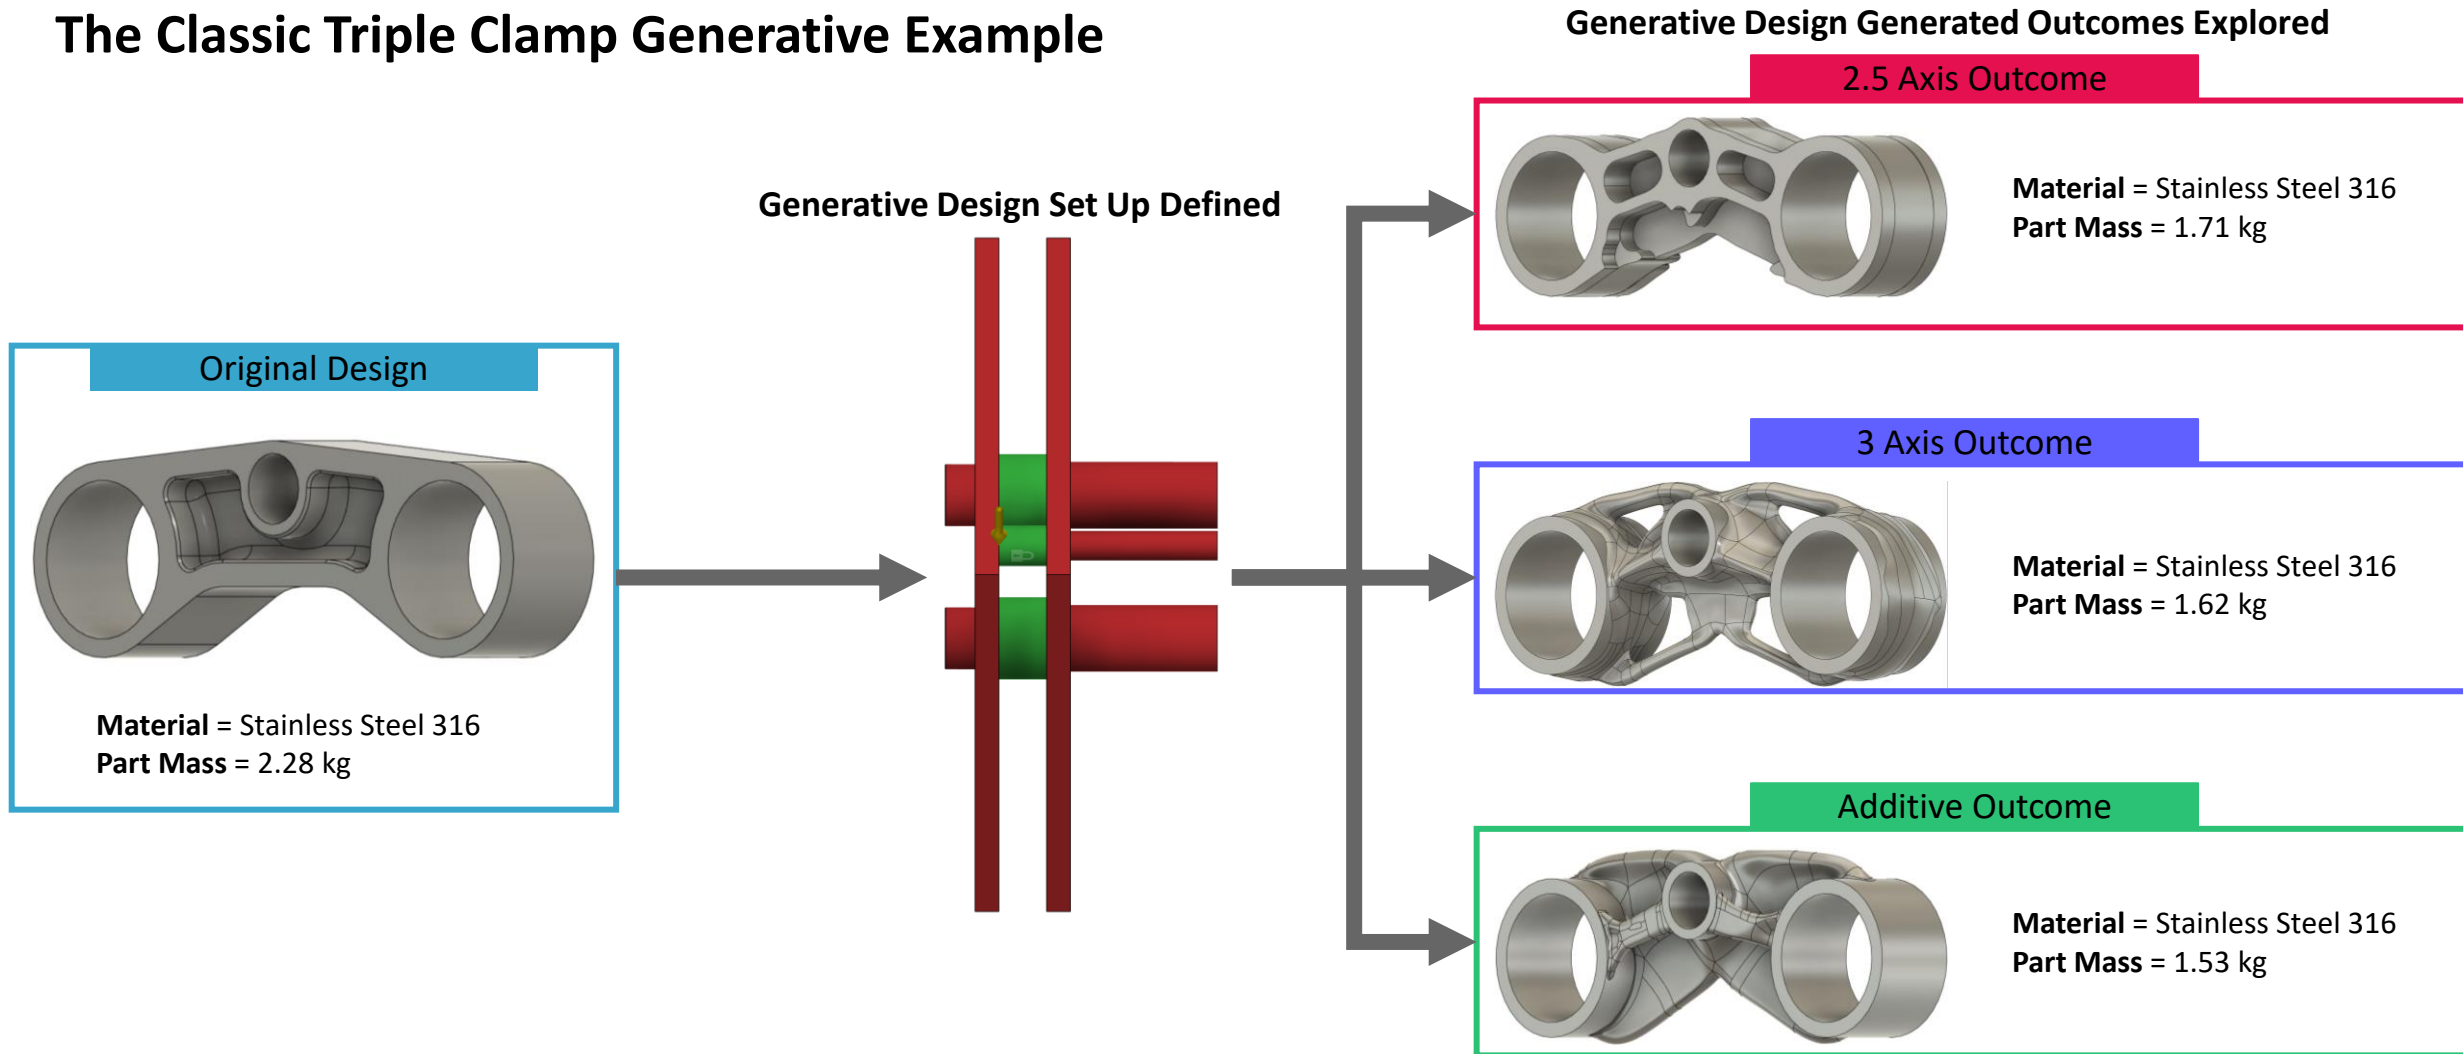 The Classic Triple Clamp Generative Example
Generative Design Generated Outcomes Explored
Original Design
Material = Stainless Steel 316
Part Mass = 2.28 kg
Generative Design Set Up Defined
2.5 Axis Outcome
Material = Stainless Steel 316
Part Mass = 1.71 kg
3 Axis Outcome
Material = Stainless Steel 316
Part Mass = 1.62 kg
Additive Outcome
Material = Stainless Steel 316
Part Mass = 1.53 kg